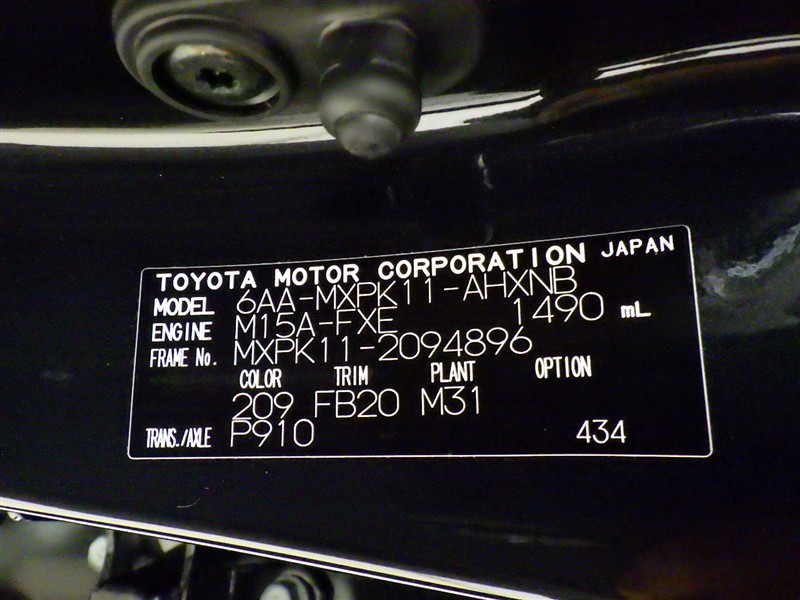 TOYOTA MOTOR CORPORATION JAPAN
MODEL 6AA-MXPK11-AHXNB
ENGINE M15A-FXE 1490 mL
FRAME No. MXPK11-2094896
COLOR TRIM PLANT OPTION
209 FB20 M31
TRANS./AXLE P910 434